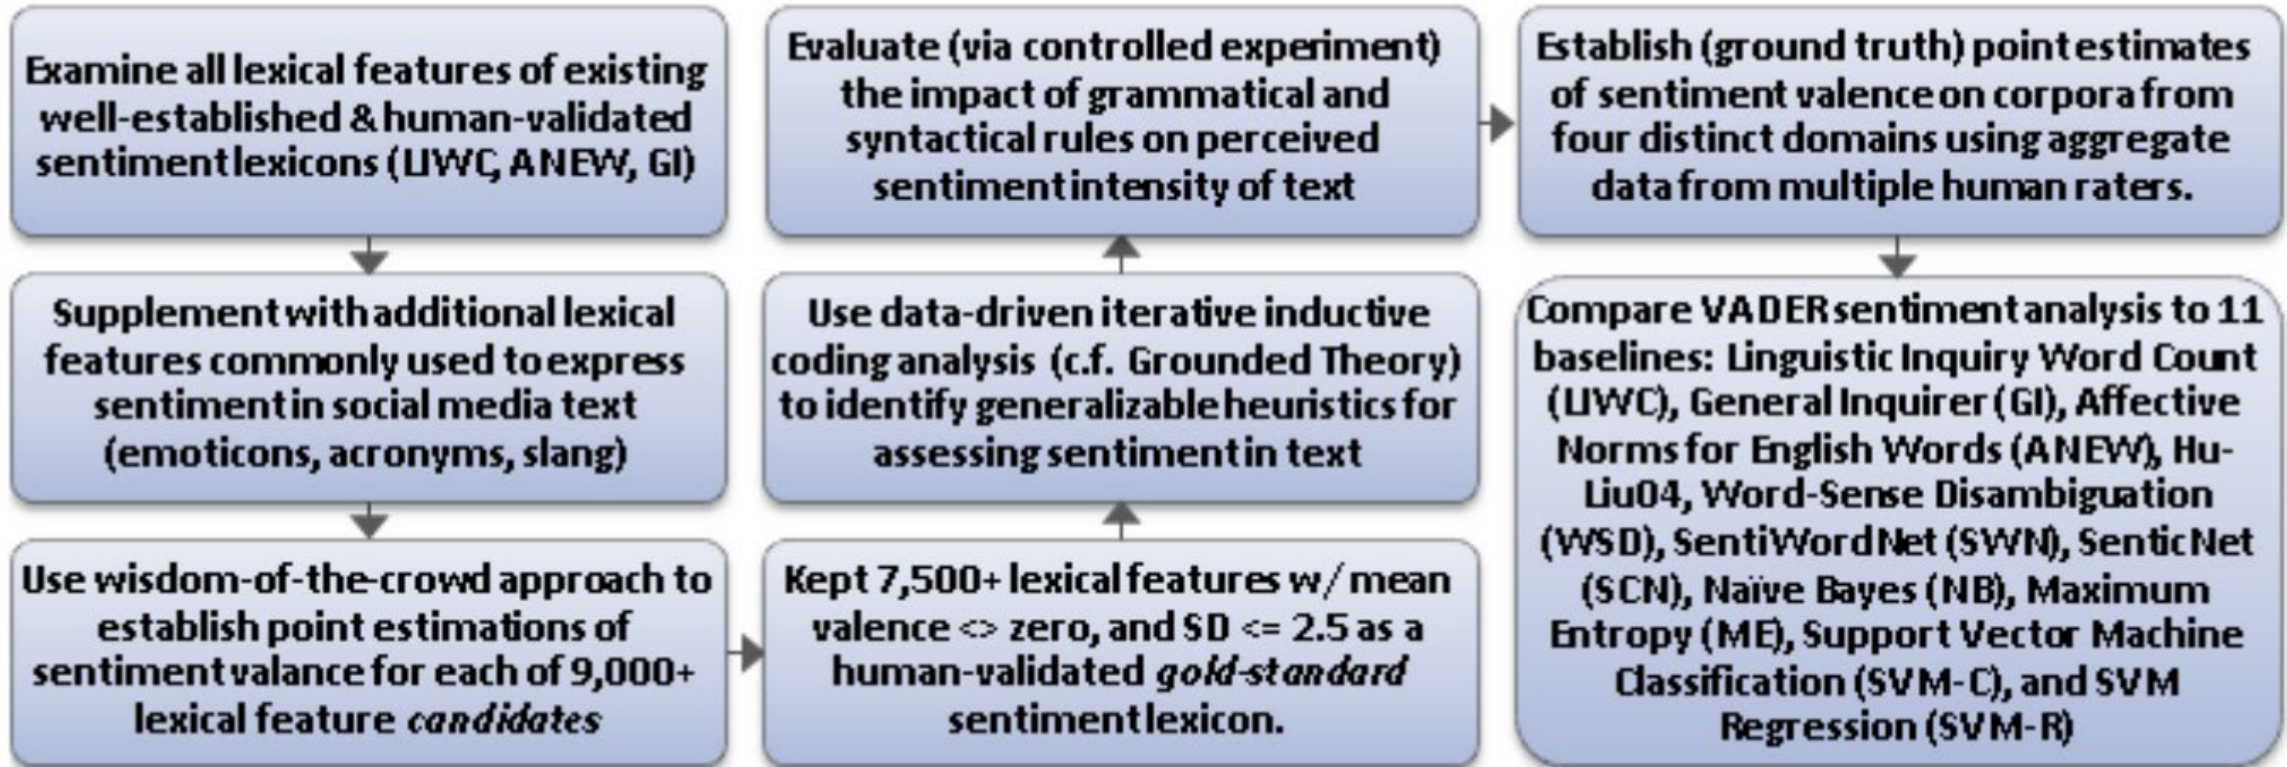 Examine all lexical features of existing
well-established & human-validated
sentiment lexicons (LIWC, ANEW, GI)
Supplement with additional lexical
features commonly used to express
sentiment in social media text
(emoticons, acronyms, slang)
Use wisdom-of-the-crowd approach to
establish point estimations of
sentiment valance for each of 9,000+
lexical feature candidates
Kept 7,500+ lexical features w/ mean
valence <> zero, and SD <= 2.5 as a
human-validated gold-standard
sentiment lexicon.
Use data-driven iterative inductive
coding analysis (c.f. Grounded Theory)
to identify generalizable heuristics for
assessing sentiment in text
Evaluate (via controlled experiment)
the impact of grammatical and
syntactical rules on perceived
sentiment intensity of text
Establish (ground truth) point estimates
of sentiment valence on corpora from
four distinct domains using aggregate
data from multiple human raters.
Compare VADER sentiment analysis to 11
baselines: Linguistic Inquiry Word Count
(LIWC), General Inquirer (GI), Affective
Norms for English Words (ANEW), Hu-
Liu04, Word-Sense Disambiguation
(WSD), SentiWordNet (SWN), SenticNet
(SCN), Naïve Bayes (NB), Maximum
Entropy (ME), Support Vector Machine
Classification (SVM-C), and SVM
Regression (SVM-R)